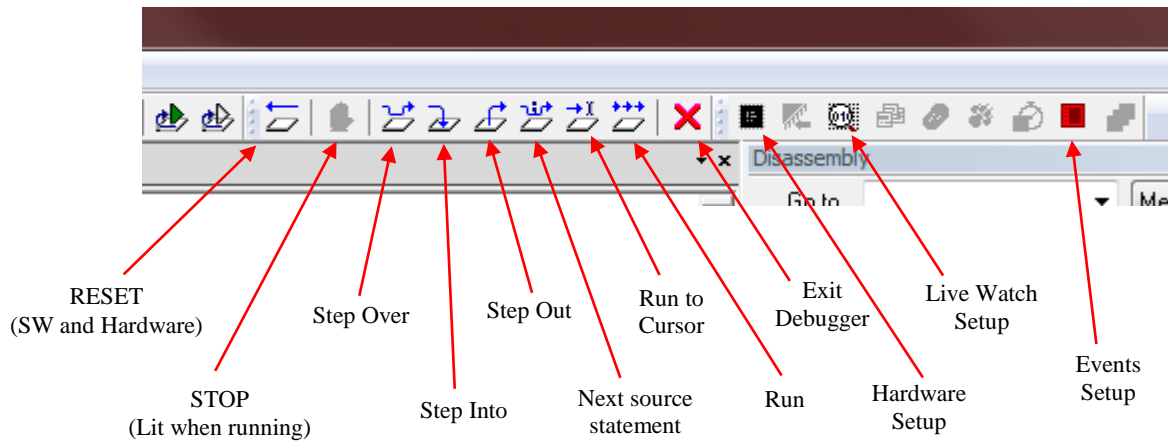 Disassembly
Go to
Me
RESET
(SW and Hardware)
Step Over
Step Out
Run to
Cursor
Exit
Debugger
Live Watch
Setup
STOP
(Lit when running)
Step Into
Next source
statement
Run
Hardware
Setup
Events
Setup